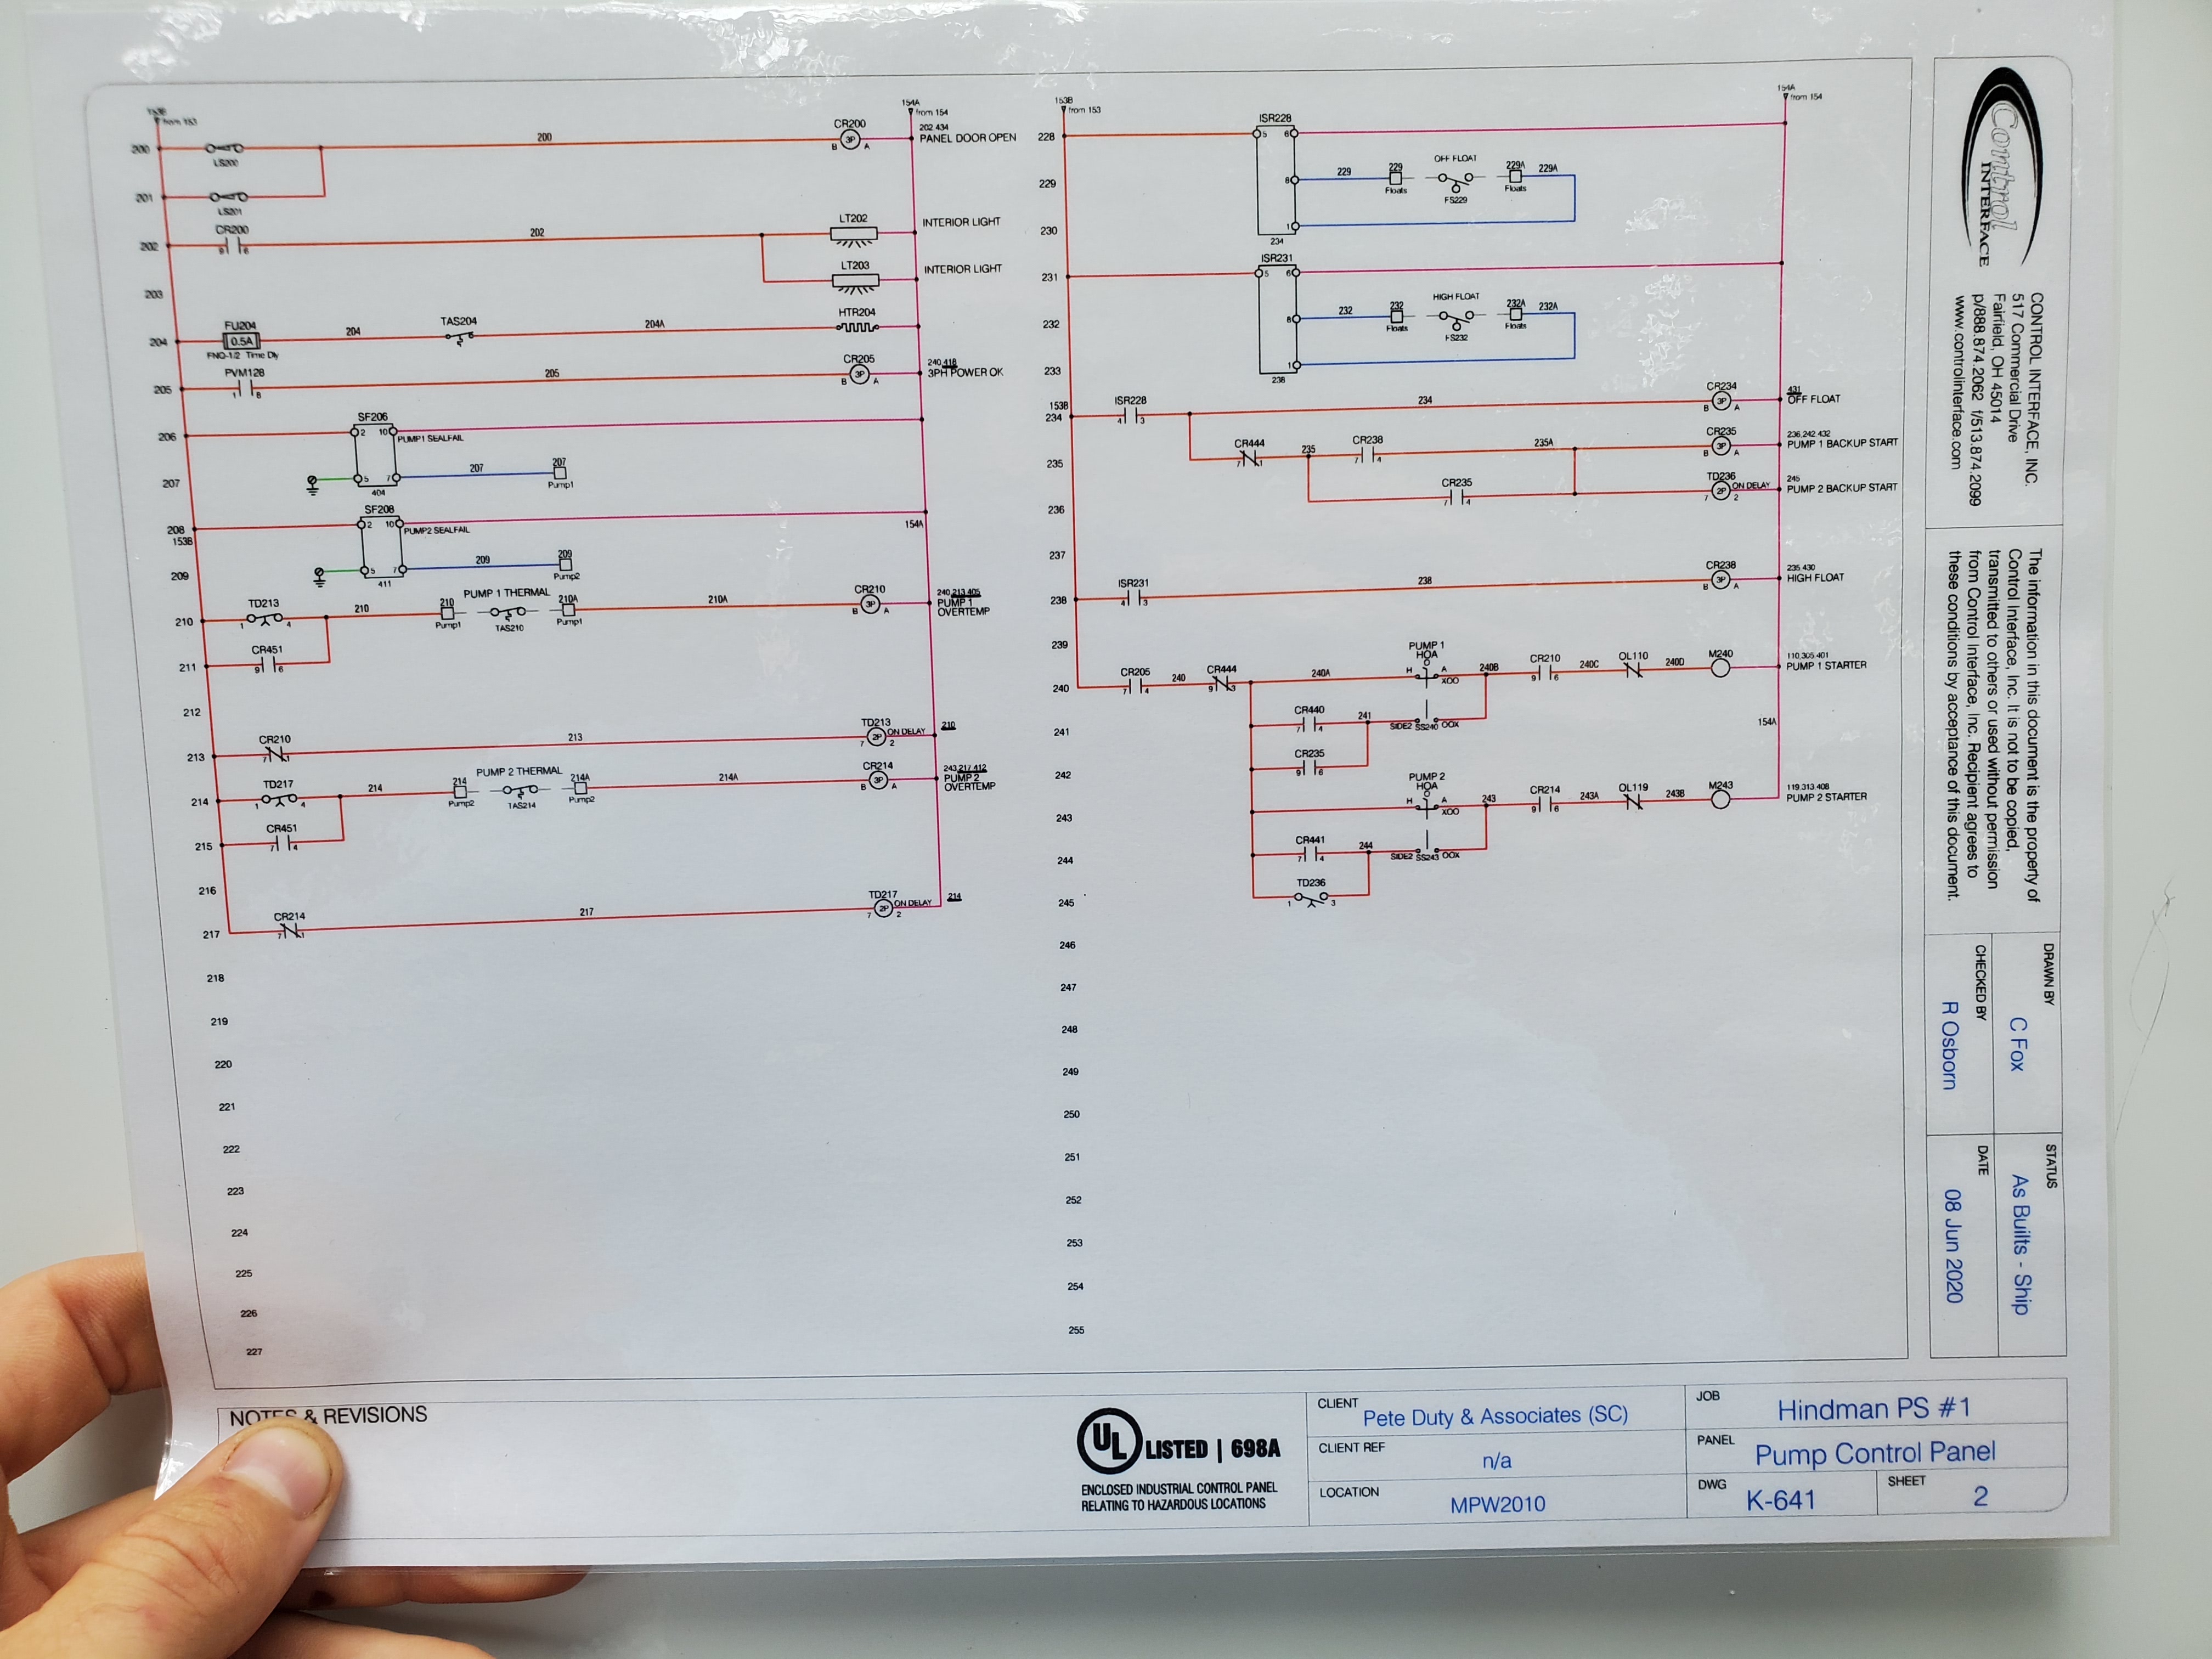 153B
from 153
154A
from 154
200
LS200
200
CR200
3P
B A
202 434
PANEL DOOR OPEN
201
LS201
202
CR200
9 6
202
LT202
INTERIOR LIGHT
203
LT203
INTERIOR LIGHT
204
FU204
0.5A
FNQ-1/2 Time Dly
204
TAS204
204A
HTR204
205
PVM128
1 8
205
CR205
3P
B A
240,418
3PH POWER OK
206
SF206
2 10
PUMP1 SEALFAIL
207
5 7
404
207
207
Pump1
208
153B
SF208
2 10
PUMP2 SEALFAIL
154A
209
5 7
411
209
209
Pump2
210
TD213
1 4
210
210
Pump1
PUMP 1 THERMAL
TAS210
210A
Pump1
210A
CR210
3P
B A
240,213,405
PUMP 1
OVERTEMP
211
CR451
9 6
212
213
CR210
7 1
213
TD213
2P
ON DELAY
7 2
210
214
TD217
1 4
214
214
Pump2
PUMP 2 THERMAL
TAS214
214A
Pump2
214A
CR214
3P
B A
243,217,412
PUMP 2
OVERTEMP
215
CR451
7 4
216
217
CR214
7 1
217
TD217
2P
ON DELAY
7 2
214
218
219
220
221
222
223
224
225
226
227
153B
from 153
154A
from 154
228
ISR228
5 6
229
8
229
229
Floats
OFF FLOAT
FS229
229A
Floats
229A
230
1
234
231
ISR231
5 6
232
8
232
232
Floats
HIGH FLOAT
FS232
232A
Floats
232A
233
1
238
153B
234
ISR228
4 3
234
CR234
3P
B A
431
OFF FLOAT
235
CR444
7 1
235
CR238
7 4
235A
CR235
3P
B A
236,242,432
PUMP 1 BACKUP START
236
CR235
7 4
TD236
2P
ON DELAY
7 2
245
PUMP 2 BACKUP START
237
238
ISR231
4 3
238
CR238
3P
B A
235,430
HIGH FLOAT
239
240
CR205
7 4
240
CR444
9 3
240A
PUMP 1
HOA
H A
XOO
240B
CR210
9 6
240C
OL110
240D
M240
110,305,401
PUMP 1 STARTER
241
CR440
7 4
241
SIDE2 SS240 OOX
154A
242
CR235
9 6
243
PUMP 2
HOA
H A
XOO
243
CR214
9 6
243A
OL119
243B
M243
119,313,408
PUMP 2 STARTER
244
CR441
7 4
244
SIDE2 SS243 OOX
245
TD236
1 3
246
247
248
249
250
251
252
253
254
255
Control
INTERFACE
CONTROL INTERFACE, INC.
517 Commercial Drive
Fairfield, OH 45014
p/888.874.2062 f/513.874.2099
www.controlinterface.com
The information in this document is the property of
Control Interface, Inc. It is not to be copied,
transmitted to others or used without permission
from Control Interface, Inc. Recipient agrees to
these conditions by acceptance of this document.
DRAWN BY
C Fox
CHECKED BY
R Osborn
STATUS
As Builts - Ship
DATE
08 Jun 2020
NOTES & REVISIONS
UL LISTED | 698A
ENCLOSED INDUSTRIAL CONTROL PANEL
RELATING TO HAZARDOUS LOCATIONS
CLIENT
Pete Duty & Associates (SC)
CLIENT REF
n/a
LOCATION
MPW2010
JOB
Hindman PS #1
PANEL
Pump Control Panel
DWG
K-641
SHEET
2